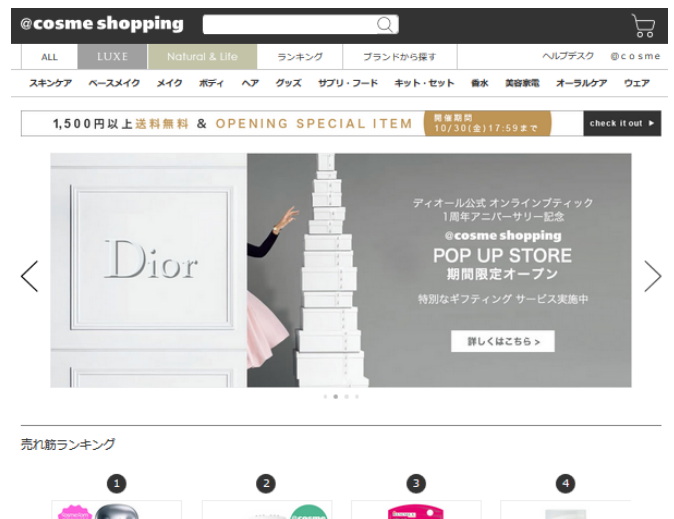 @cosme shopping
ALL LUXE Natural & Life ランキング ブランドから探す ヘルプデスク @cosme
スキンケア ベースメイク メイク ボディ ヘア グッズ サプリ・フード キット・セット 香水 美容家電 オーラルケア ウェア
1,500円以上送料無料 & OPENING SPECIAL ITEM 開催期間 10/30(金)17:59まで check it out
Dior
ディオール公式 オンラインブティック
1周年アニバーサリー記念
@cosme shopping
POP UP STORE
期間限定オープン
特別なギフティング サービス実施中
詳しくはこちら >
売れ筋ランキング
1 2 3 4
@cosme